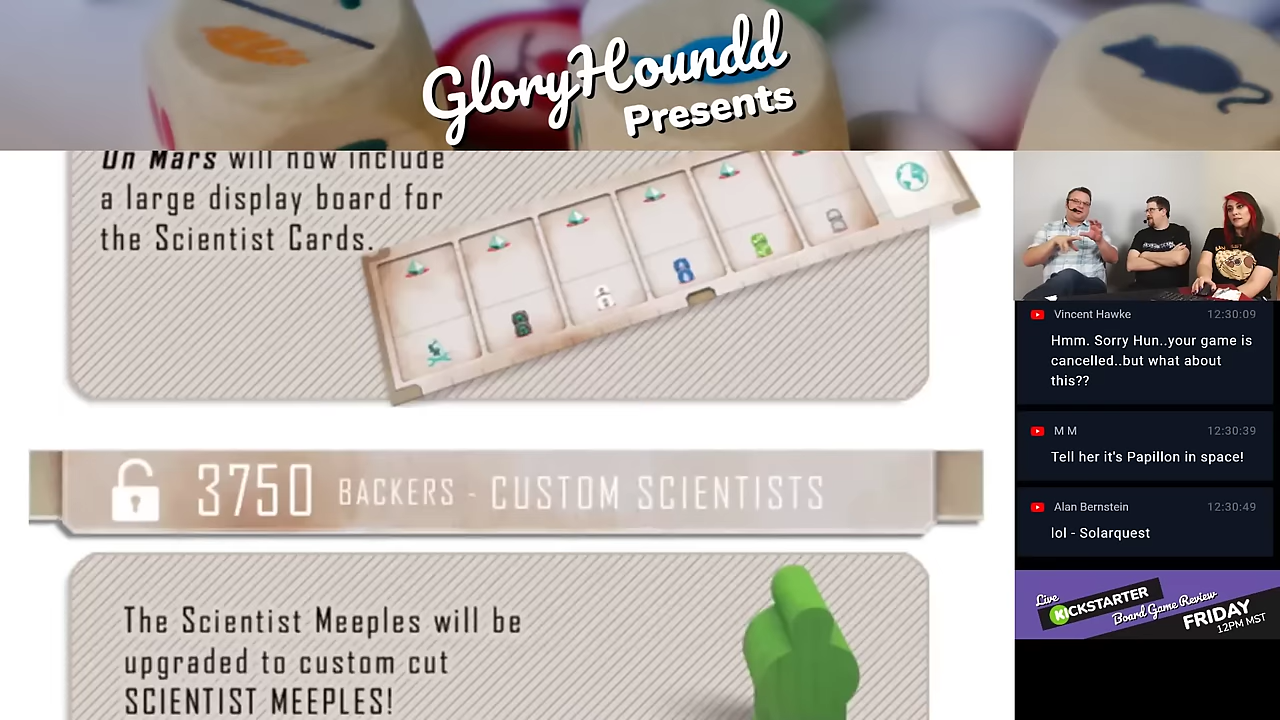 GloryHoundd
Presents
On Mars will now include
a large display board for
the Scientist Cards.
3750 BACKERS - CUSTOM SCIENTISTS
The Scientist Meeples will be
upgraded to custom cut
SCIENTIST MEEPLES!
Vincent Hawke 12:30:09
Hmm. Sorry Hun..your game is
cancelled..but what about
this??
M M 12:30:39
Tell her it's Papillon in space!
Alan Bernstein 12:30:49
lol - Solarquest
Live
KICKSTARTER
Board Game Review
FRIDAY
12PM MST